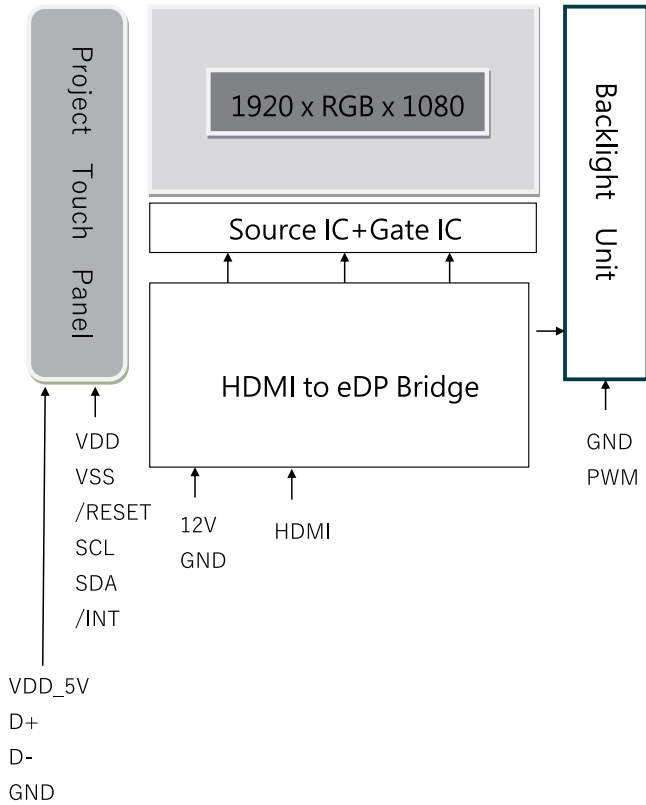 Project Touch Panel
1920 x RGB x 1080
Backlight Unit
Source IC+Gate IC
HDMI to eDP Bridge
VDD
VSS
/RESET
SCL
SDA
/INT
12V
GND
HDMI
GND
PWM
VDD_5V
D+
D-
GND